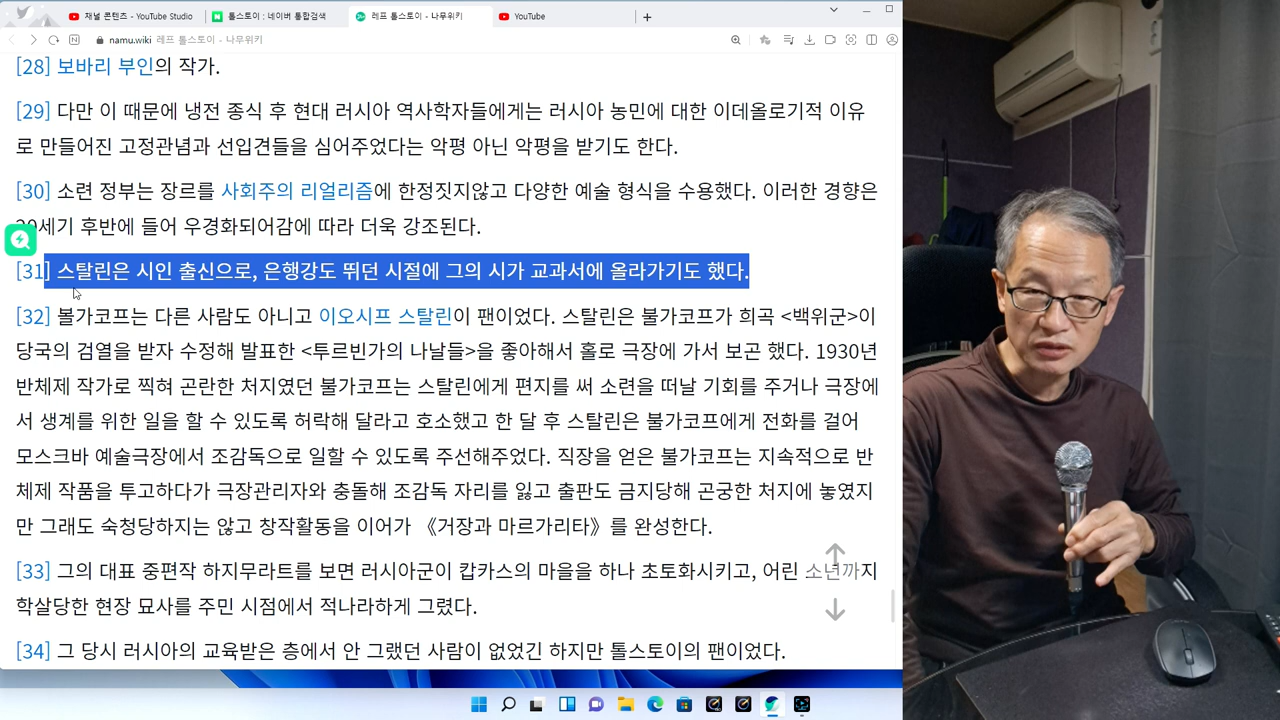 재널 콘텐츠 - YouTube Studio
톨스토이 : 네이버 통합검색
레프 톨스토이 - 나무위키
YouTube
namu.wiki 레프 톨스토이 - 나무위키
[28] 보바리 부인의 작가.
[29] 다만 이 때문에 냉전 종식 후 현대 러시아 역사학자들에게는 러시아 농민에 대한 이데올로기적 이유
로 만들어진 고정관념과 선입견들을 심어주었다는 악평 아닌 악평을 받기도 한다.
[30] 소련 정부는 장르를 사회주의 리얼리즘에 한정짓지않고 다양한 예술 형식을 수용했다. 이러한 경향은
20세기 후반에 들어 우경화되어감에 따라 더욱 강조된다.
[31] 스탈린은 시인 출신으로, 은행강도 뛰던 시절에 그의 시가 교과서에 올라가기도 했다.
[32] 볼가코프는 다른 사람도 아니고 이오시프 스탈린이 팬이었다. 스탈린은 불가코프가 희곡 <백위군>이
당국의 검열을 받자 수정해 발표한 <투르빈가의 나날들>을 좋아해서 홀로 극장에 가서 보곤 했다. 1930년
반체제 작가로 찍혀 곤란한 처지였던 불가코프는 스탈린에게 편지를 써 소련을 떠날 기회를 주거나 극장에
서 생계를 위한 일을 할 수 있도록 허락해 달라고 호소했고 한 달 후 스탈린은 불가코프에게 전화를 걸어
모스크바 예술극장에서 조감독으로 일할 수 있도록 주선해주었다. 직장을 얻은 불가코프는 지속적으로 반
체제 작품을 투고하다가 극장관리자와 충돌해 조감독 자리를 잃고 출판도 금지당해 곤궁한 처지에 놓였지
만 그래도 숙청당하지는 않고 창작활동을 이어가 《거장과 마르가리타》를 완성한다.
[33] 그의 대표 중편작 하지무라트를 보면 러시아군이 캅카스의 마을을 하나 초토화시키고, 어린 소년까지
학살당한 현장 묘사를 주민 시점에서 적나라하게 그렸다.
[34] 그 당시 러시아의 교육받은 층에서 안 그랬던 사람이 없었긴 하지만 톨스토이의 팬이었다.